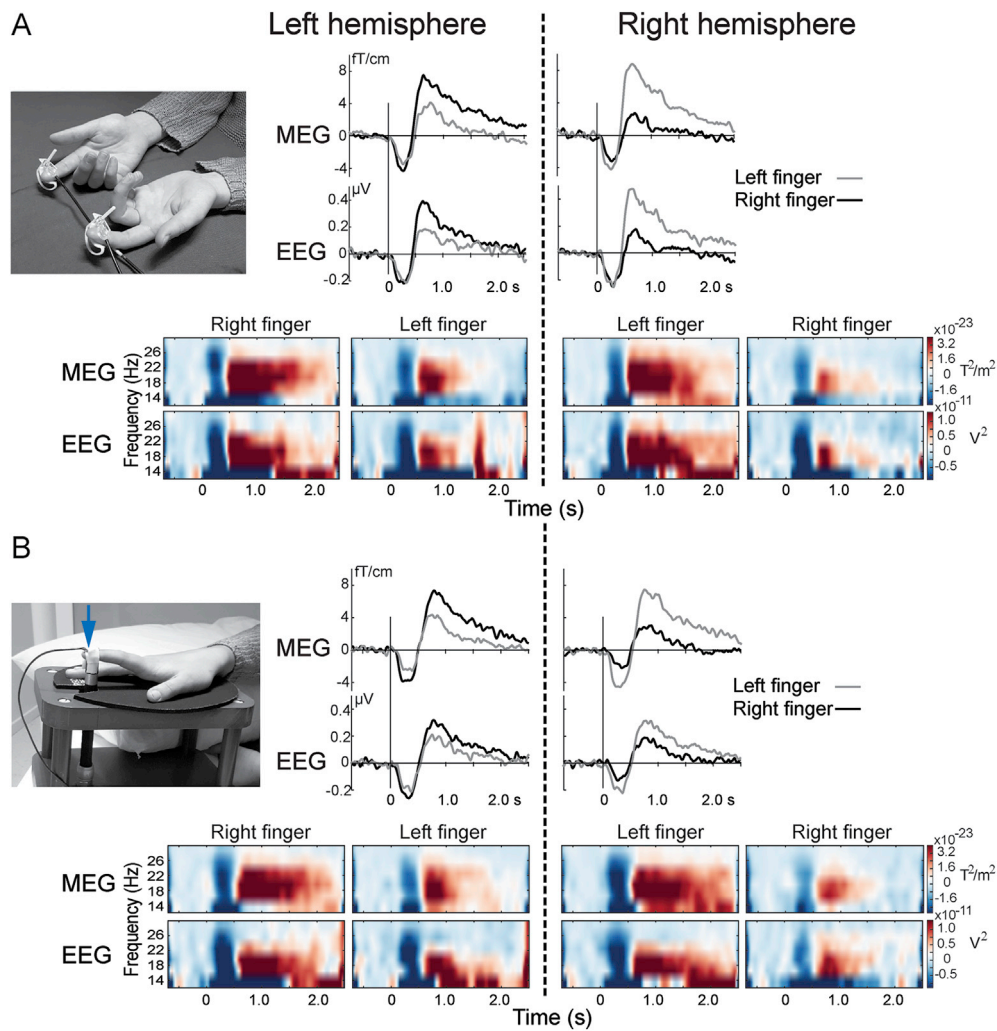 A
Left hemisphere
Right hemisphere
fT/cm
8
4
0
-4
MEG
µV
0.4
0.2
0
-0.2
EEG
0 1.0 2.0 s
0 1.0 2.0 s
Left finger
Right finger
Right finger
Left finger
Left finger
Right finger
MEG
EEG
Frequency (Hz)
26
22
18
14
26
22
18
14
x10-23
3.2
1.6
0
-1.6
T2/m2
x10-11
1.0
0.5
0
-0.5
V2
0 1.0 2.0
0 1.0 2.0
0 1.0 2.0
0 1.0 2.0
Time (s)
B
fT/cm
8
4
0
-4
MEG
µV
0.4
0.2
0
-0.2
EEG
0 1.0 2.0 s
0 1.0 2.0 s
Left finger
Right finger
Right finger
Left finger
Left finger
Right finger
MEG
EEG
Frequency (Hz)
26
22
18
14
26
22
18
14
x10-23
3.2
1.6
0
-1.6
T2/m2
x10-11
1.0
0.5
0
-0.5
V2
0 1.0 2.0
0 1.0 2.0
0 1.0 2.0
0 1.0 2.0
Time (s)